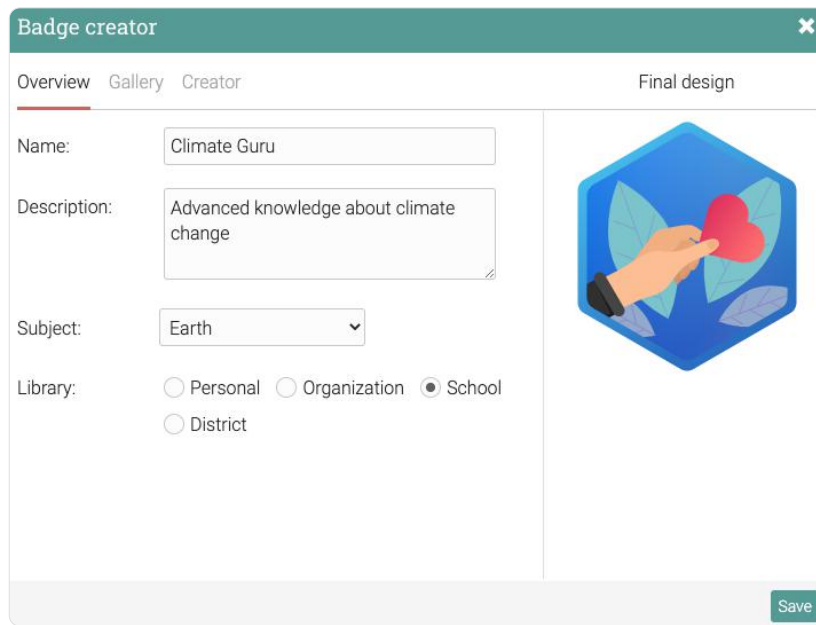 Badge creator
Overview Gallery Creator
Final design
Name: Climate Guru
Description: Advanced knowledge about climate
change
Subject: Earth
Library: Personal Organization School
District
Save